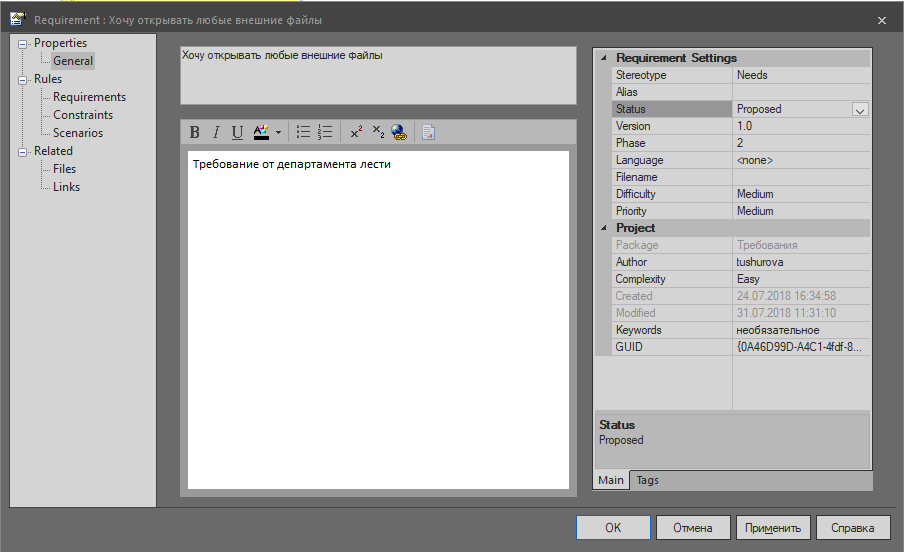 Requirement : Хочу открывать любые внешние файлы
Properties
General
Rules
Requirements
Constraints
Scenarios
Related
Files
Links
Хочу открывать любые внешние файлы
B I U A x² x₂
Требование от департамента лести
Requirement Settings
Stereotype Needs
Alias
Status Proposed
Version 1.0
Phase 2
Language <none>
Filename
Difficulty Medium
Priority Medium
Project
Package Требования
Author tushurova
Complexity Easy
Created 24.07.2018 16:34:58
Modified 31.07.2018 11:31:10
Keywords необязательное
GUID {0A46D99D-A4C1-4fdf-8...
Status
Proposed
Main Tags
OK Отмена Применить Справка